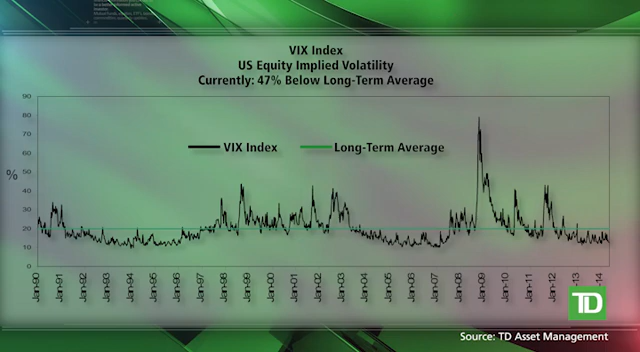 VIX Index
US Equity Implied Volatility
Currently: 47% Below Long-Term Average
90
80
70
60
50
40
30
20
10
0
%
VIX Index
Long-Term Average
Jan-90
Jan-91
Jan-92
Jan-93
Jan-94
Jan-95
Jan-96
Jan-97
Jan-98
Jan-99
Jan-00
Jan-01
Jan-02
Jan-03
Jan-04
Jan-05
Jan-06
Jan-07
Jan-08
Jan-09
Jan-10
Jan-11
Jan-12
Jan-13
Jan-14
TD
Source: TD Asset Management